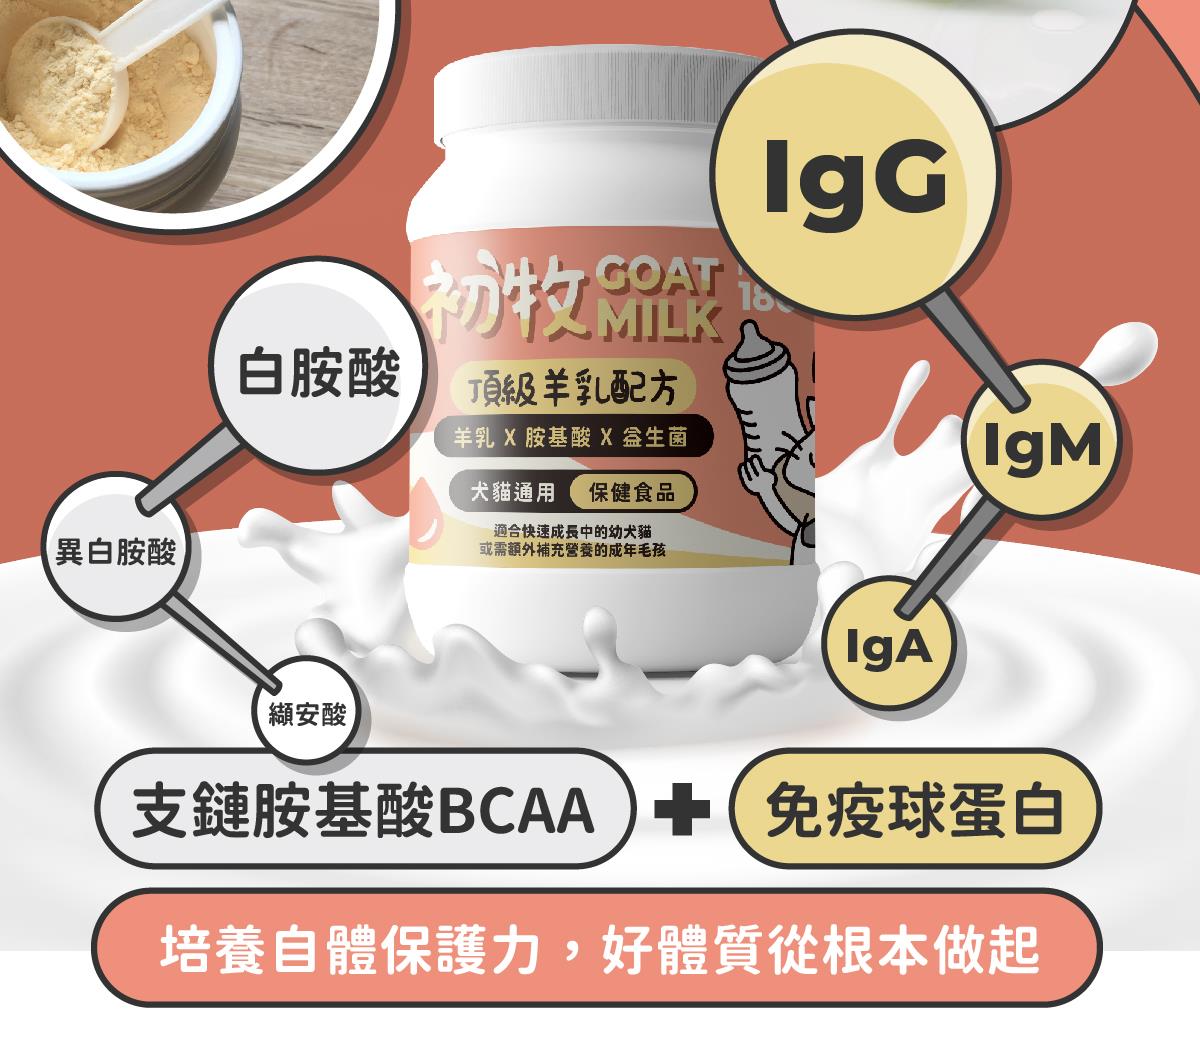 IgG
初牧 GOAT MILK
白胺酸
頂級羊乳配方
羊乳 X 胺基酸 X 益生菌
IgM
犬貓通用 保健食品
適合快速成長中的幼犬貓
或需額外補充營養的成年毛孩
異白胺酸
IgA
纈安酸
支鏈胺基酸BCAA + 免疫球蛋白
培養自體保護力，好體質從根本做起